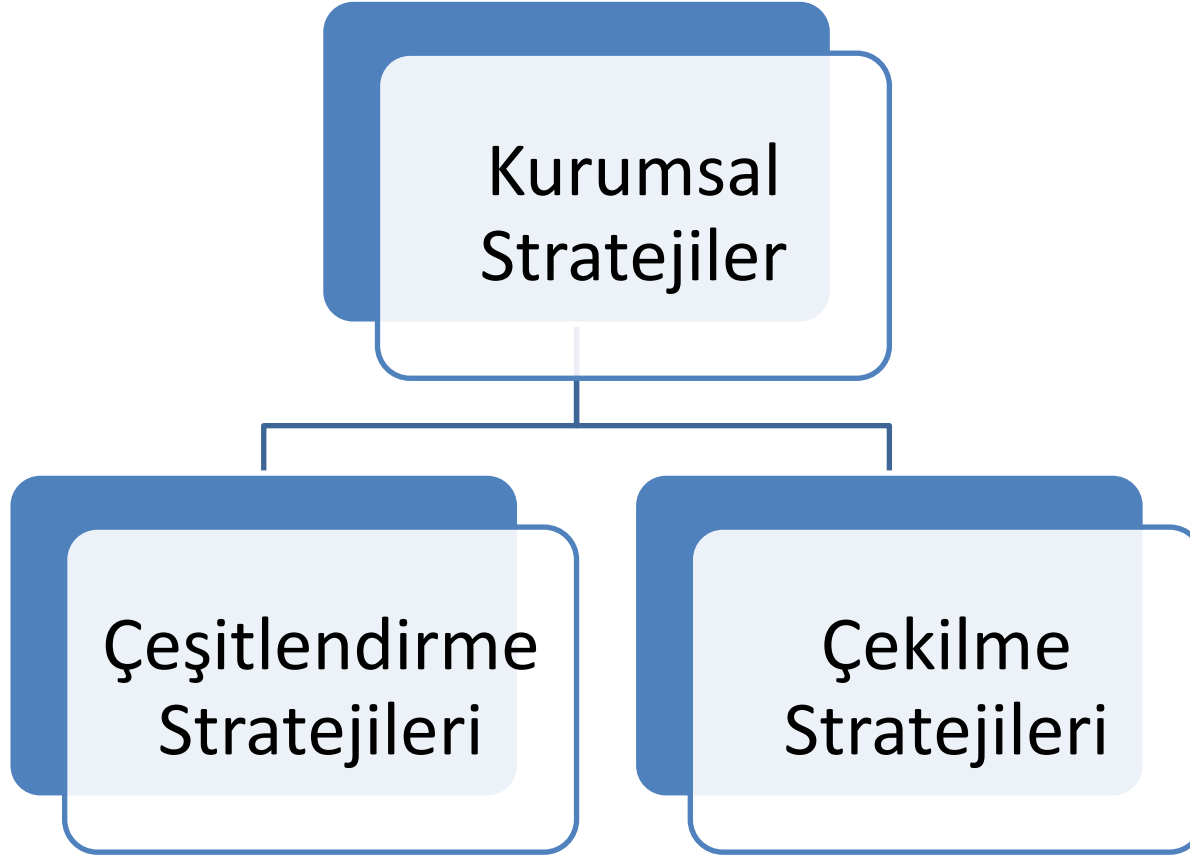 Kurumsal
Stratejiler
Çeşitlendirme
Stratejileri
Çekilme
Stratejileri